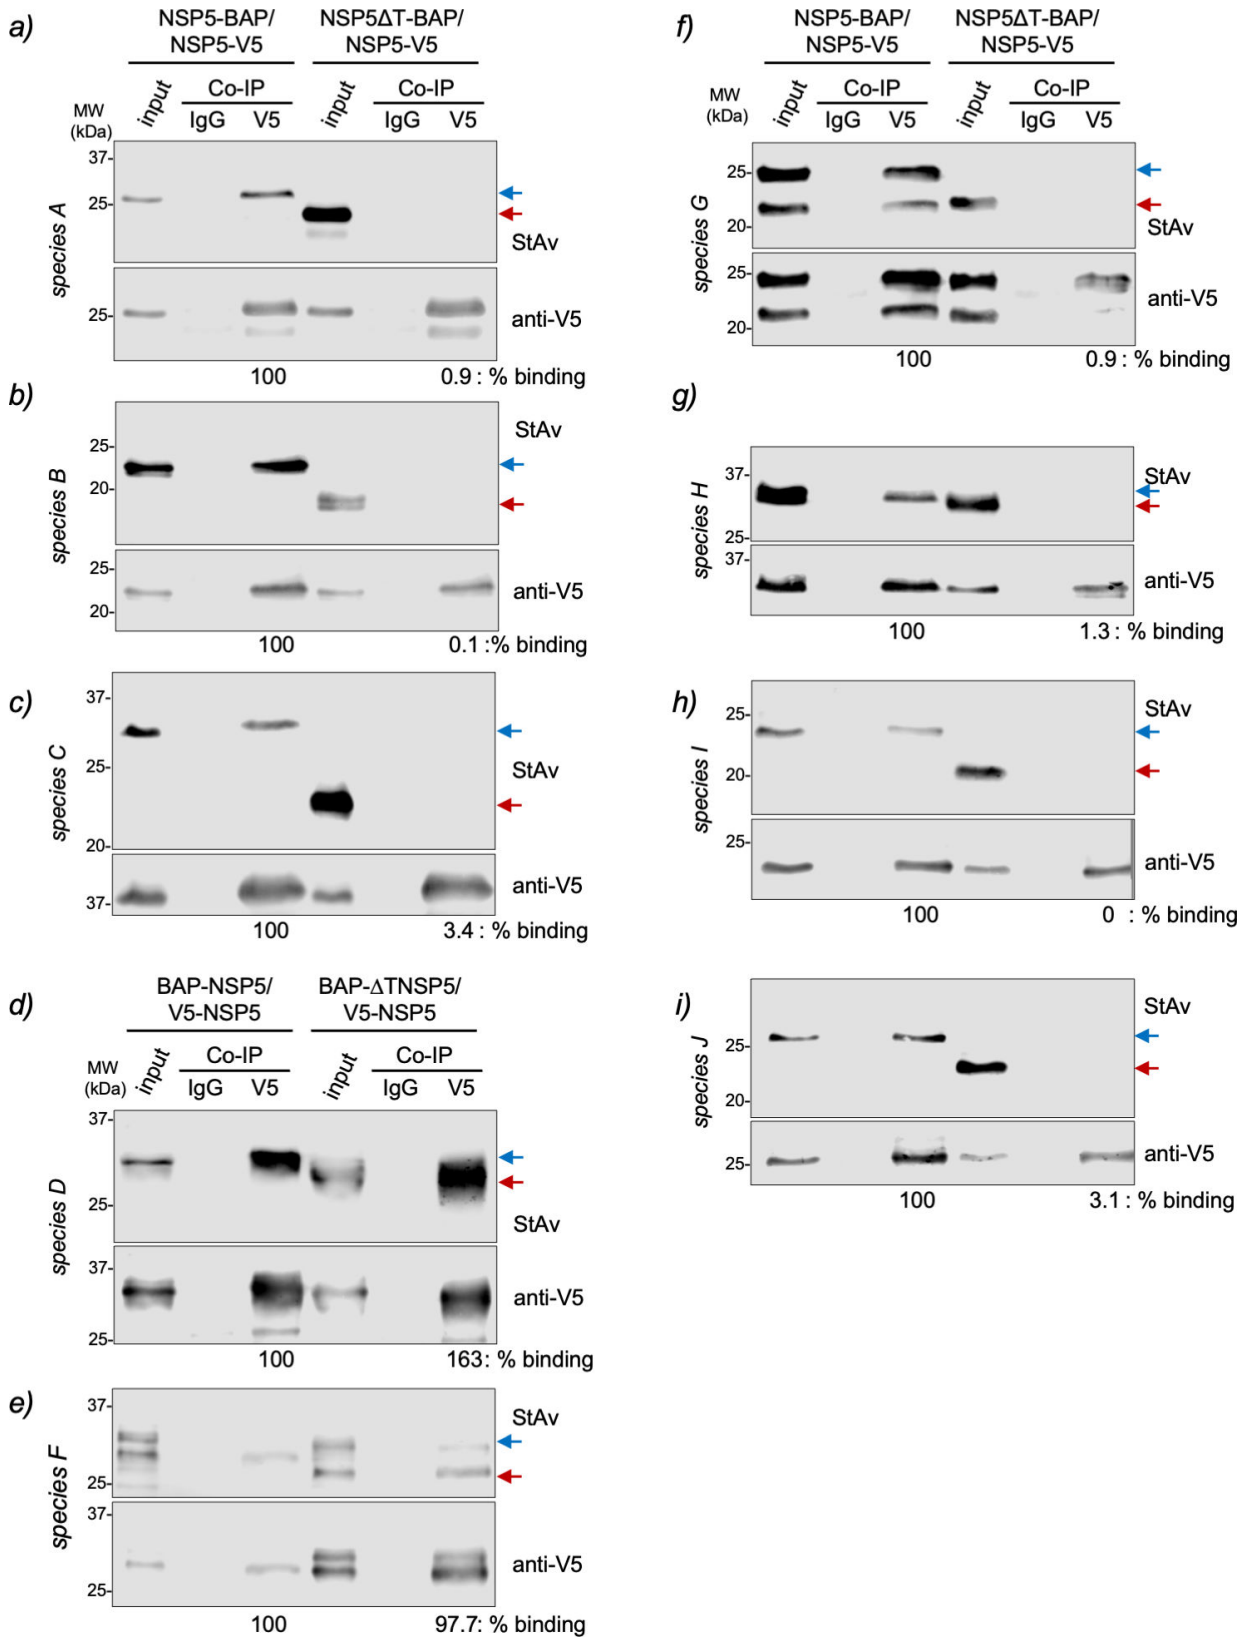 a)
NSP5-BAP/ NSP5ΔT-BAP/
NSP5-V5 NSP5-V5
MW
(kDa)
input
Co-IP
IgG V5
input
Co-IP
IgG V5
species A
37-
25-
StAv
25-
anti-V5
100 0.9 : % binding
b)
species B
25-
20-
StAv
25-
20-
anti-V5
100 0.1 :% binding
c)
species C
37-
25-
20-
StAv
37-
anti-V5
100 3.4 : % binding
d)
BAP-NSP5/ BAP-ΔTNSP5/
V5-NSP5 V5-NSP5
MW
(kDa)
input
Co-IP
IgG V5
input
Co-IP
IgG V5
species D
37-
25-
StAv
37-
25-
anti-V5
100 163: % binding
e)
species F
37-
25-
StAv
37-
25-
anti-V5
100 97.7: % binding
f)
NSP5-BAP/ NSP5ΔT-BAP/
NSP5-V5 NSP5-V5
MW
(kDa)
input
Co-IP
IgG V5
input
Co-IP
IgG V5
species G
25-
20-
StAv
25-
20-
anti-V5
100 0.9 : % binding
g)
species H
37-
25-
StAv
37-
anti-V5
100 1.3 : % binding
h)
species I
25-
20-
StAv
25-
anti-V5
100 0 : % binding
i)
species J
25-
20-
StAv
25-
anti-V5
100 3.1 : % binding